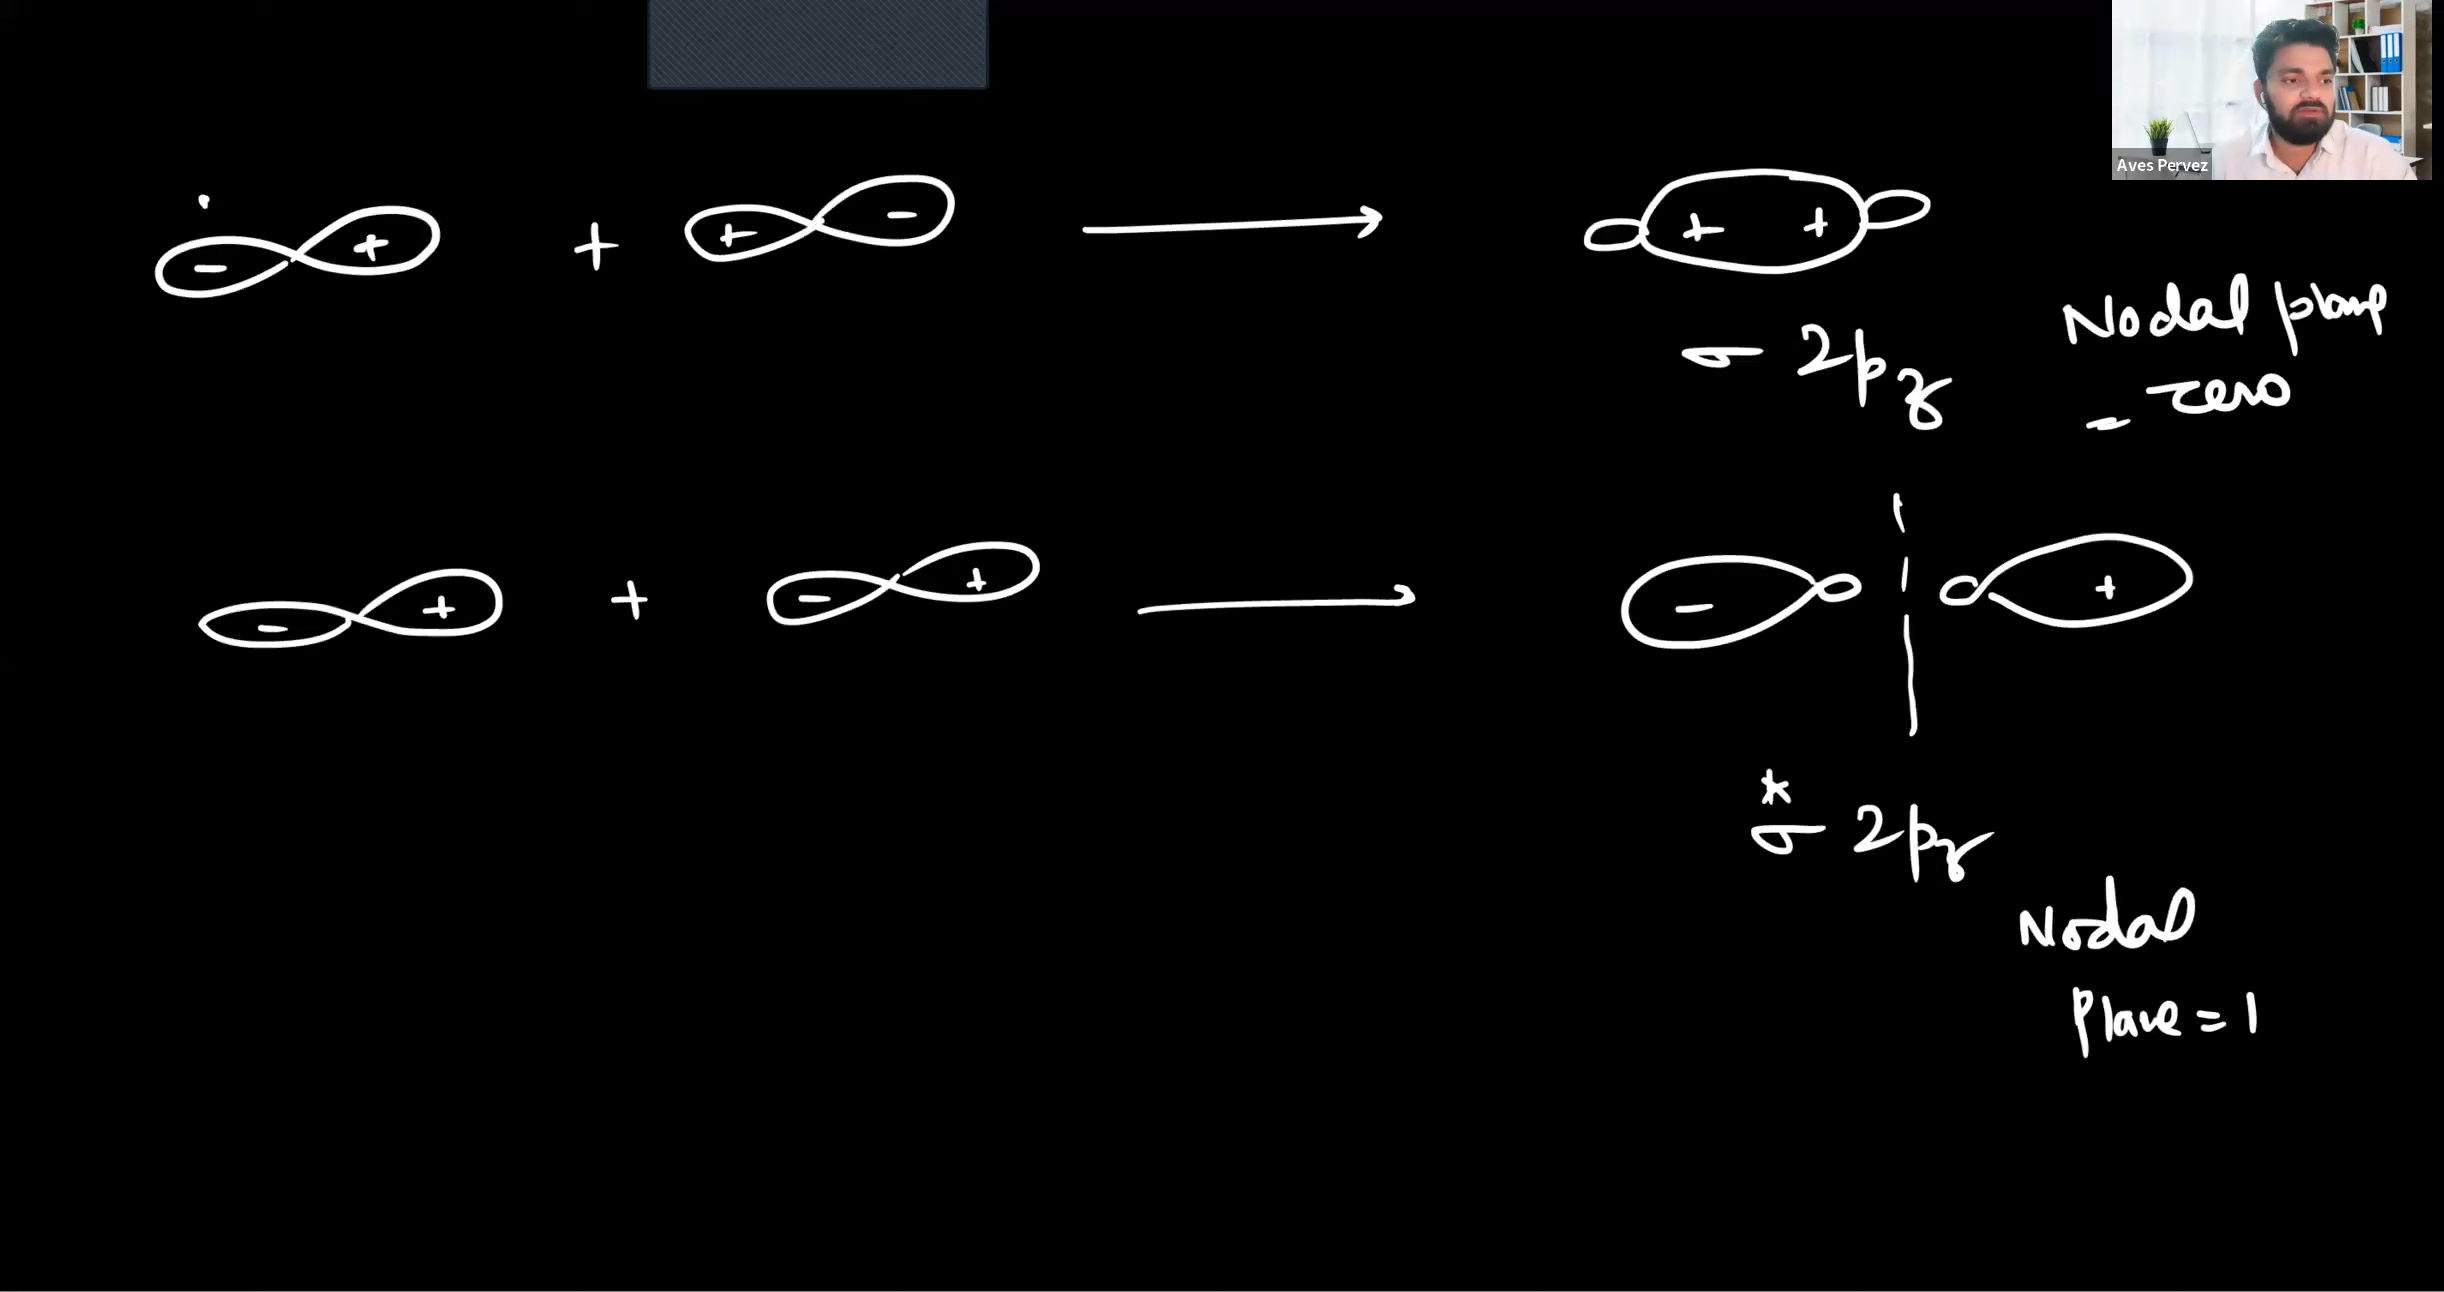 Aves Pervez
- + + + - + +
σ 2pz
Nodal plane
= zero
- + + - + - +
*
σ 2pz
Nodal
Plane = 1